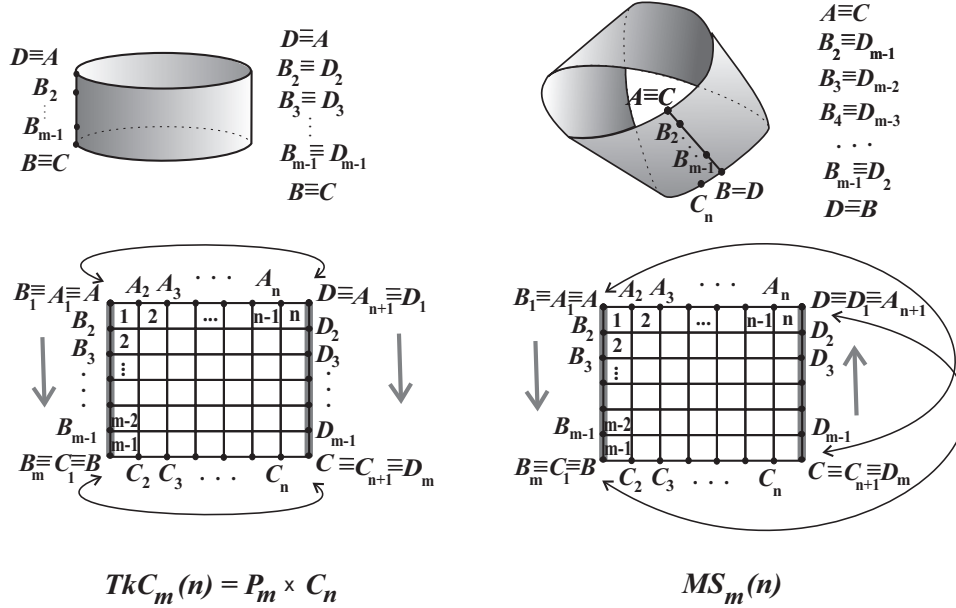 D≡A
B₂
⋮
Bₘ₋₁
B≡C
D≡A
B₂≡D₂
B₃≡D₃
⋮
Bₘ₋₁≡Dₘ₋₁
B≡C
A≡C
B₂
⋱
Bₘ₋₁
B=D
Cₙ
A≡C
B₂≡Dₘ₋₁
B₃≡Dₘ₋₂
B₄≡Dₘ₋₃
. . .
Bₘ₋₁≡D₂
D≡B
A₂ A₃ . . . Aₙ
B₁≡A₁≡A D≡Aₙ₊₁≡D₁
1 2 ... n-1 n
B₂ D₂
2
B₃ D₃
⋮
m-2
Bₘ₋₁ Dₘ₋₁
m-1
Bₘ≡C₁≡B C≡Cₙ₊₁≡Dₘ
C₂ C₃ . . . Cₙ
A₂ A₃ . . . Aₙ
B₁≡A₁≡A D≡D₁≡Aₙ₊₁
1 2 ... n-1 n
B₂ D₂
2
B₃ D₃
⋮
m-2
Bₘ₋₁ Dₘ₋₁
m-1
Bₘ≡C₁≡B C≡Cₙ₊₁≡Dₘ
C₂ C₃ . . . Cₙ
TkCₘ(n) = Pₘ × Cₙ
MSₘ(n)